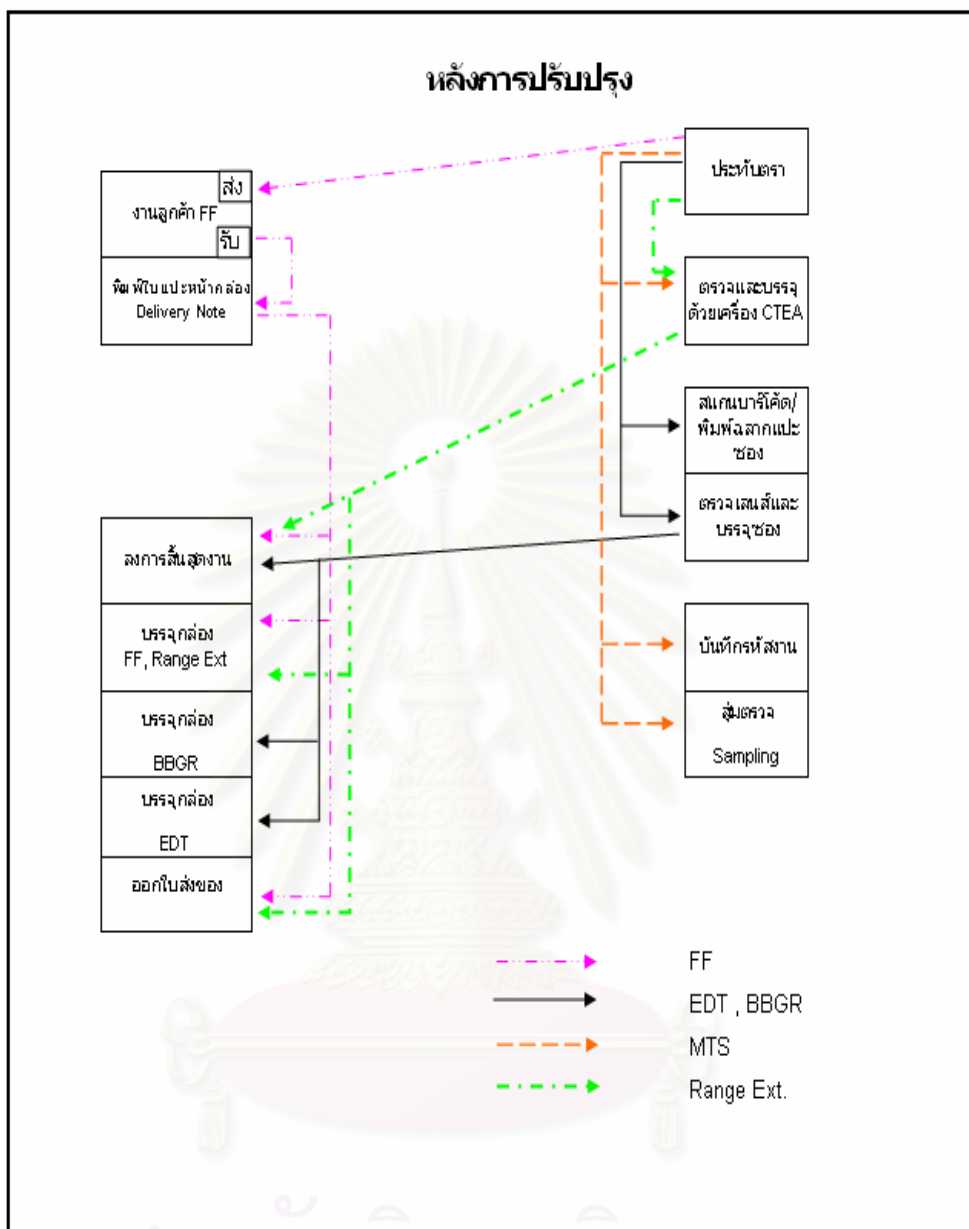 หลังการปรับปรุง
ส่ง
งานลูกค้า FF
รับ
พิมพ์ใบแปะหน้ากล่อง
Delivery Note
ลงการสิ้นสุดงาน
บรรจุกล่อง
FF, Range Ext
บรรจุกล่อง
BBGR
บรรจุกล่อง
EDT
ออกใบส่งของ
ประทับตรา
ตรวจและบรรจุ
ด้วยเครื่อง CTEA
สแกนบาร์โค้ด/
พิมพ์ฉลากแปะ
ซอง
ตรวจเลนส์และ
บรรจุซอง
บันทึกรหัสงาน
สุ่มตรวจ
Sampling
FF
EDT , BBGR
MTS
Range Ext.